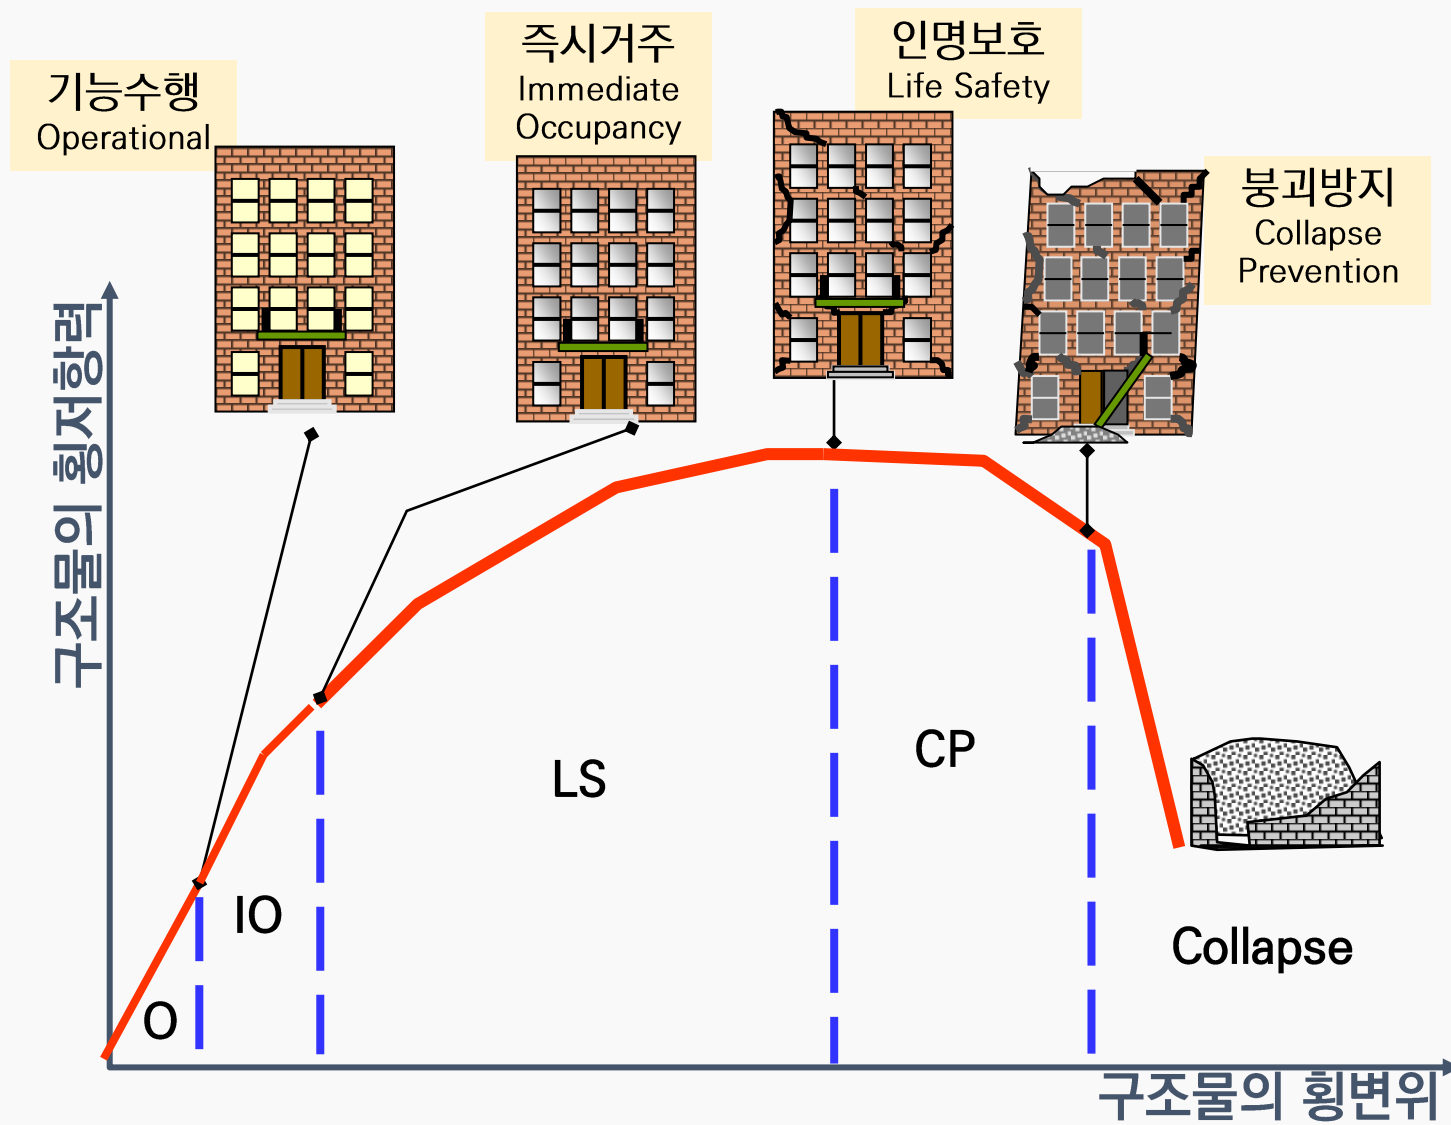 기능수행
Operational
즉시거주
Immediate
Occupancy
인명보호
Life Safety
붕괴방지
Collapse
Prevention
구조물의 횡저항력
O
IO
LS
CP
Collapse
구조물의 횡변위